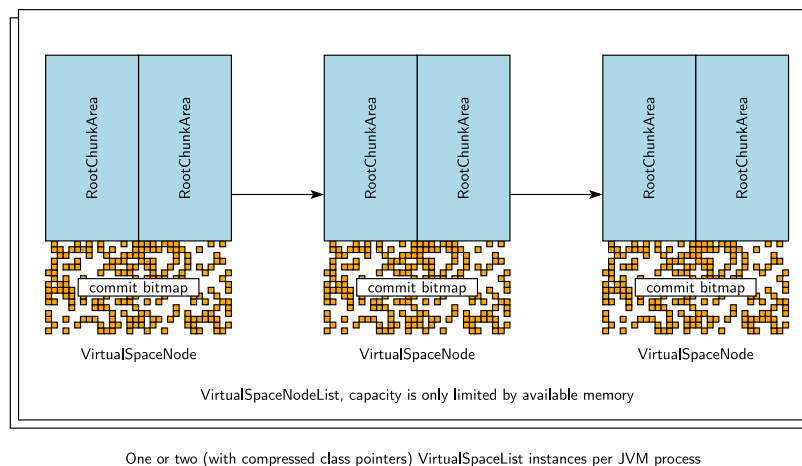 RootChunkArea
RootChunkArea
RootChunkArea
RootChunkArea
RootChunkArea
RootChunkArea
commit bitmap
commit bitmap
commit bitmap
VirtualSpaceNode
VirtualSpaceNode
VirtualSpaceNode
VirtualSpaceNodeList, capacity is only limited by available memory
One or two (with compressed class pointers) VirtualSpaceList instances per JVM process